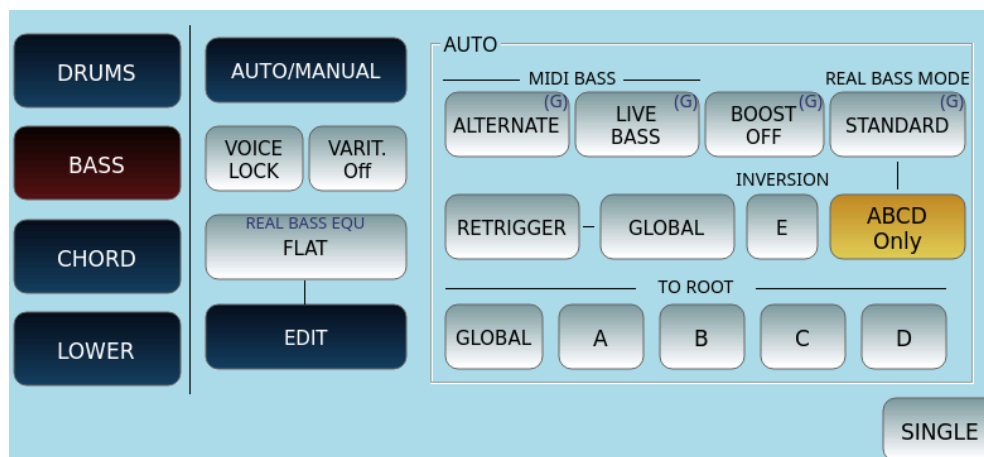 DRUMS
BASS
CHORD
LOWER
AUTO/MANUAL
VOICE
LOCK
VARIT.
Off
REAL BASS EQU
FLAT
EDIT
AUTO
MIDI BASS
REAL BASS MODE
(G)
ALTERNATE
(G)
LIVE
BASS
(G)
BOOST
OFF
(G)
STANDARD
INVERSION
RETRIGGER
GLOBAL
E
ABCD
Only
TO ROOT
GLOBAL
A
B
C
D
SINGLE